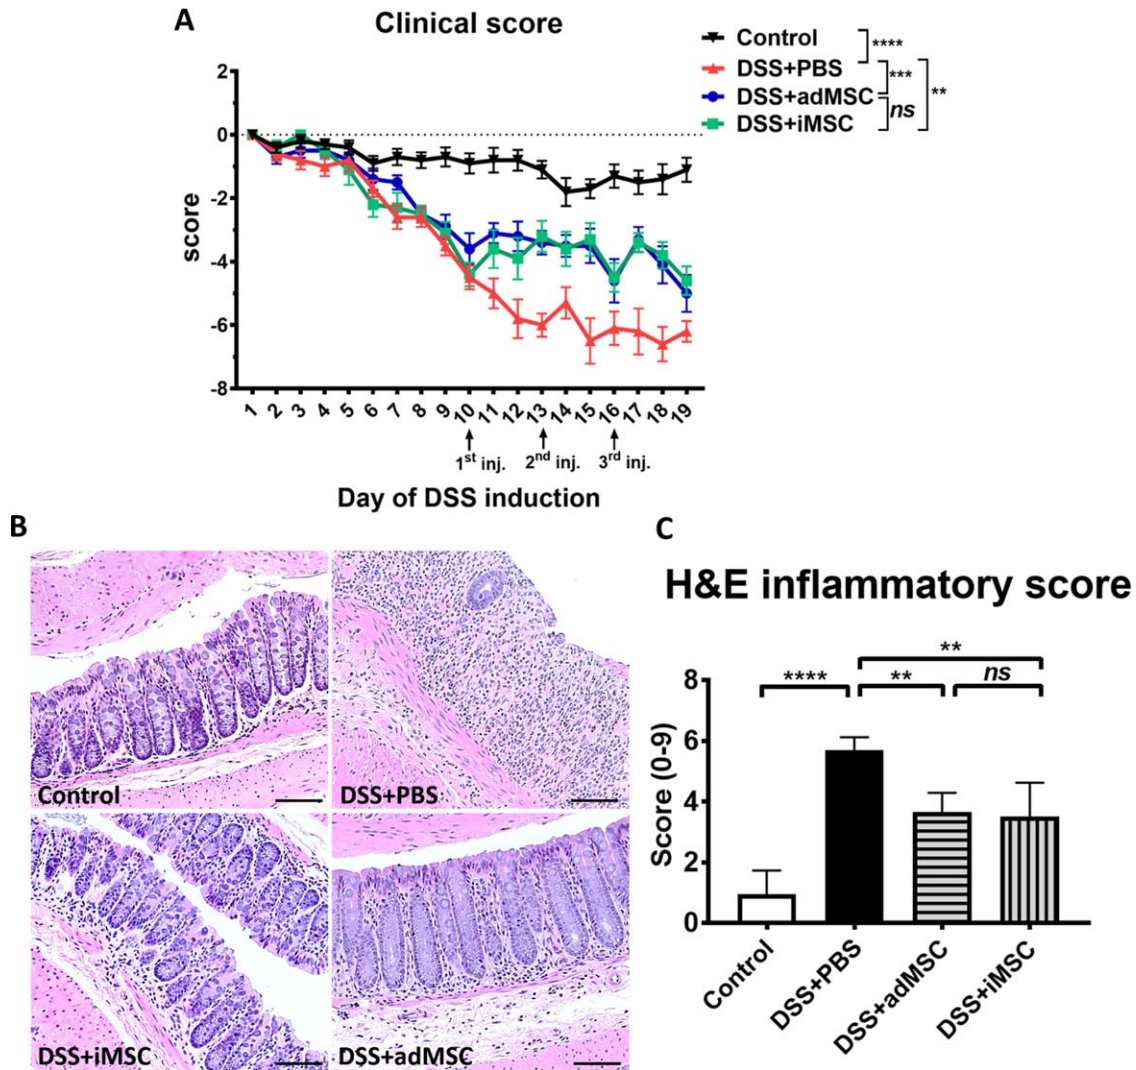 A
Clinical score
Control
DSS+PBS
DSS+adMSC
DSS+iMSC
****
***
**
ns
score
2
0
-2
-4
-6
-8
1 2 3 4 5 6 7 8 9 10 11 12 13 14 15 16 17 18 19
1st inj. 2nd inj. 3rd inj.
Day of DSS induction
B
Control
DSS+PBS
DSS+iMSC
DSS+adMSC
C
H&E inflammatory score
**
**** ** ns
Score (0-9)
8
6
4
2
0
Control
DSS+PBS
DSS+adMSC
DSS+iMSC